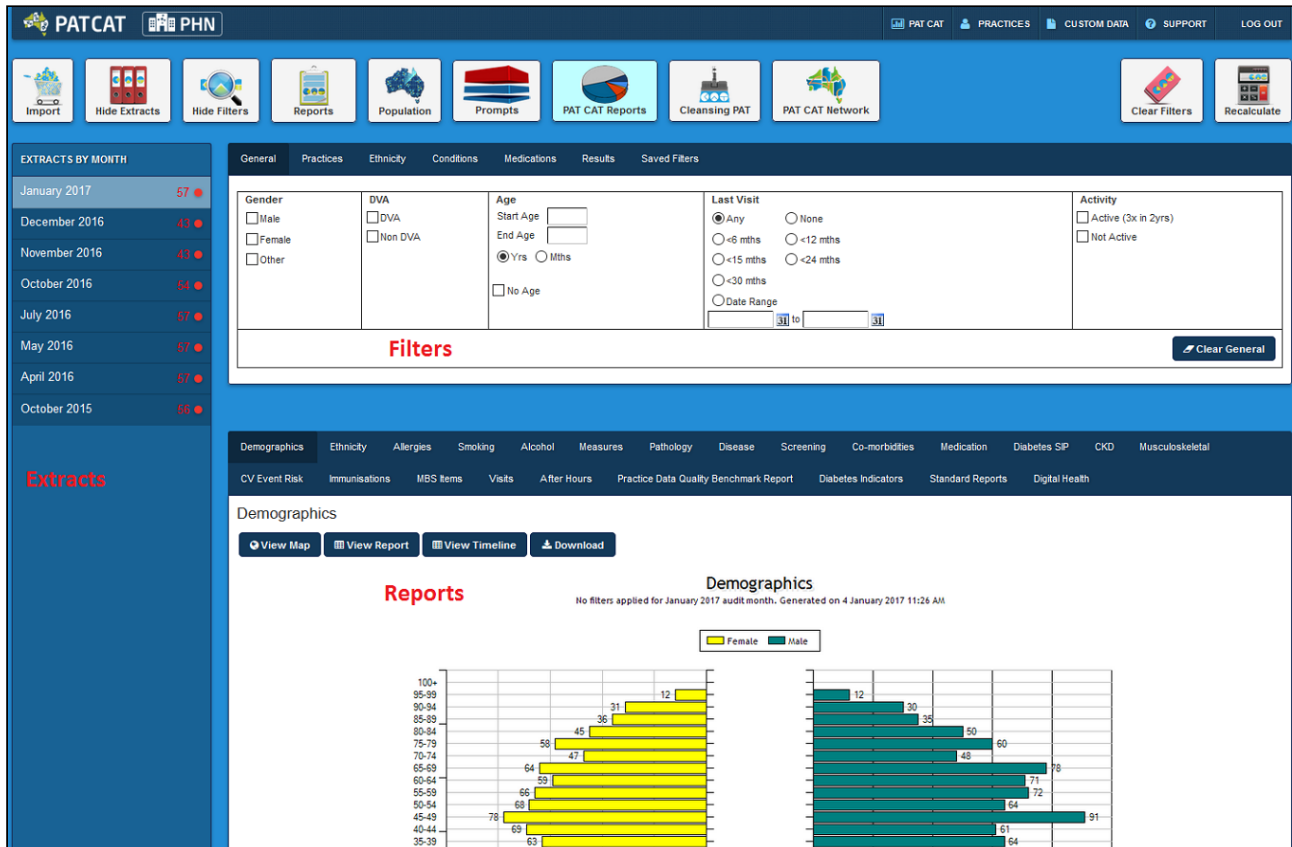 PATCAT PHN
PAT CAT PRACTICES CUSTOM DATA SUPPORT LOG OUT
Import Hide Extracts Hide Filters Reports Population Prompts PAT CAT Reports Cleansing PAT PAT CAT Network Clear Filters Recalculate
EXTRACTS BY MONTH
January 2017 57
December 2016 43
November 2016 43
October 2016 54
July 2016 57
May 2016 57
April 2016 57
October 2015 56
Extracts
General Practices Ethnicity Conditions Medications Results Saved Filters
Gender DVA Age Last Visit Activity
Male DVA Start Age Any None Active (3x in 2yrs)
Female Non DVA End Age <6 mths <12 mths Not Active
Other Yrs Mths <15 mths <24 mths
<30 mths
No Age Date Range
31 to 31
Filters Clear General
Demographics Ethnicity Allergies Smoking Alcohol Measures Pathology Disease Screening Co-morbidities Medication Diabetes SIP CKD Musculoskeletal
CV Event Risk Immunisations MBS Items Visits After Hours Practice Data Quality Benchmark Report Diabetes Indicators Standard Reports Digital Health
Demographics
View Map View Report View Timeline Download
Reports
Demographics
No filters applied for January 2017 audit month. Generated on 4 January 2017 11:26 AM
Female Male
100+
95-99 12 12
90-94 31 30
85-89 36 35
80-84 45 50
75-79 58 60
70-74 47 48
65-69 64 78
60-64 59 71
55-59 66 72
50-54 68 64
45-49 78 91
40-44 69 61
35-39 63 64